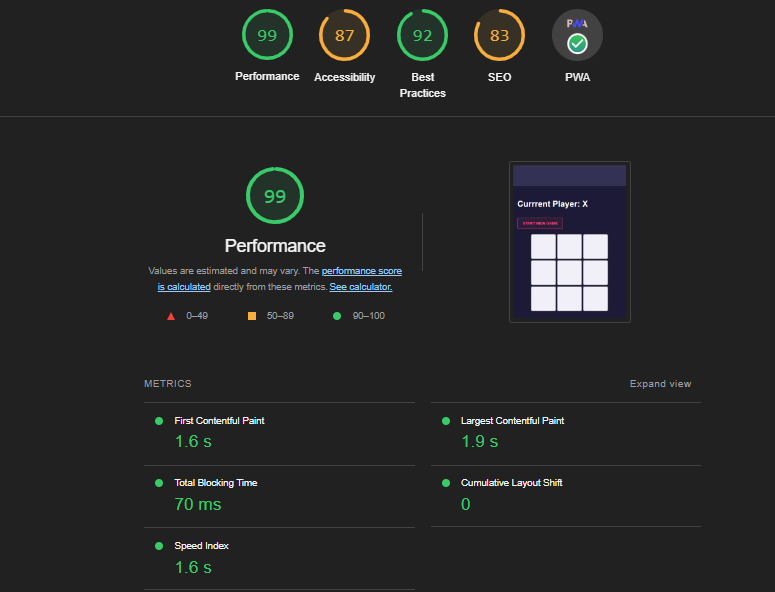 99
87
92
83
PWA
Performance
Accessibility
Best
Practices
SEO
PWA
99
Performance
Values are estimated and may vary. The performance score
is calculated directly from these metrics. See calculator.
0–49
50–89
90–100
Currrent Player: X
START NEW GAME
METRICS
Expand view
First Contentful Paint
1.6 s
Largest Contentful Paint
1.9 s
Total Blocking Time
70 ms
Cumulative Layout Shift
0
Speed Index
1.6 s